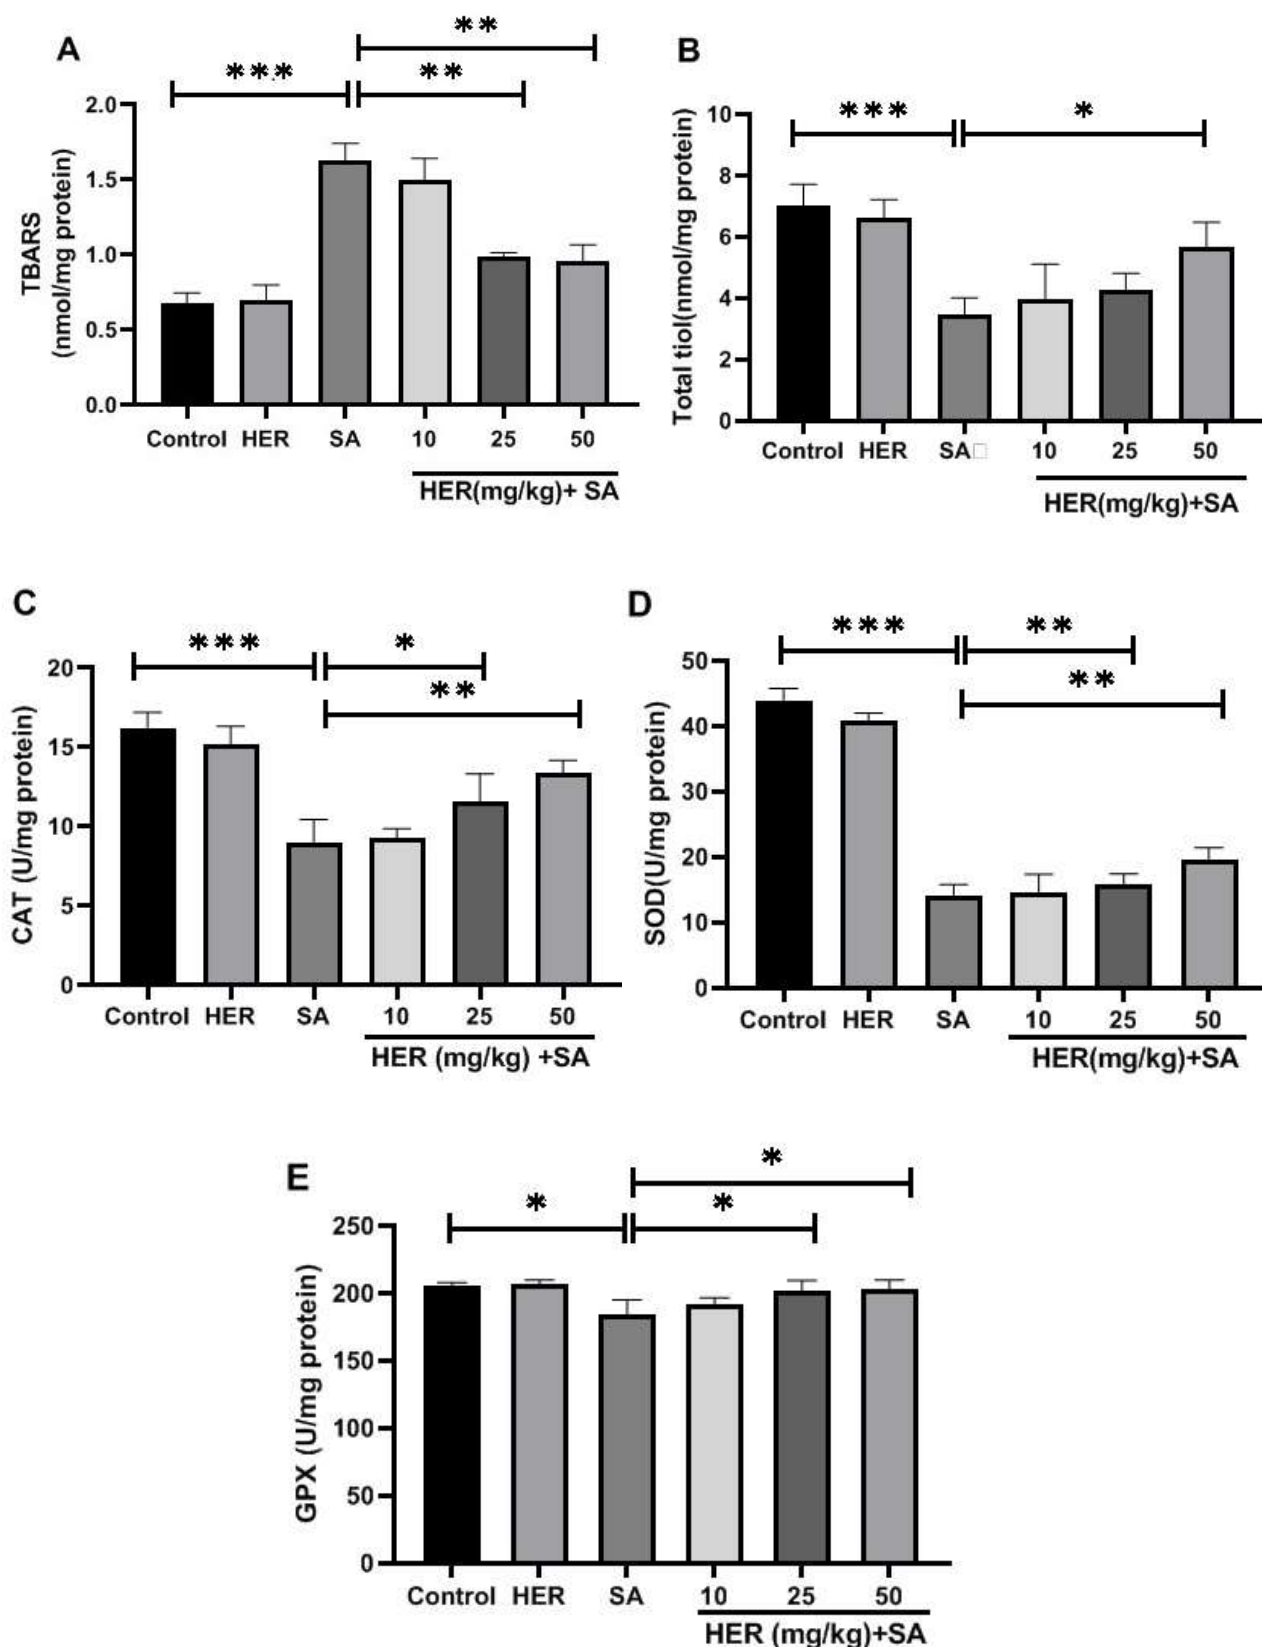 A
**
***
**
TBARS
(nmol/mg protein)
2.0
1.5
1.0
0.5
0.0
Control HER SA 10 25 50
HER(mg/kg)+ SA
B
***
*
Total tiol(nmol/mg protein)
10
8
6
4
2
0
Control HER SA□ 10 25 50
HER(mg/kg)+SA
C
***
*
**
CAT (U/mg protein)
20
15
10
5
0
Control HER SA 10 25 50
HER (mg/kg) +SA
D
***
**
**
SOD(U/mg protein)
50
40
30
20
10
0
Control HER SA 10 25 50
HER(mg/kg)+SA
E
*
*
*
GPX (U/mg protein)
250
200
150
100
50
0
Control HER SA 10 25 50
HER (mg/kg)+SA